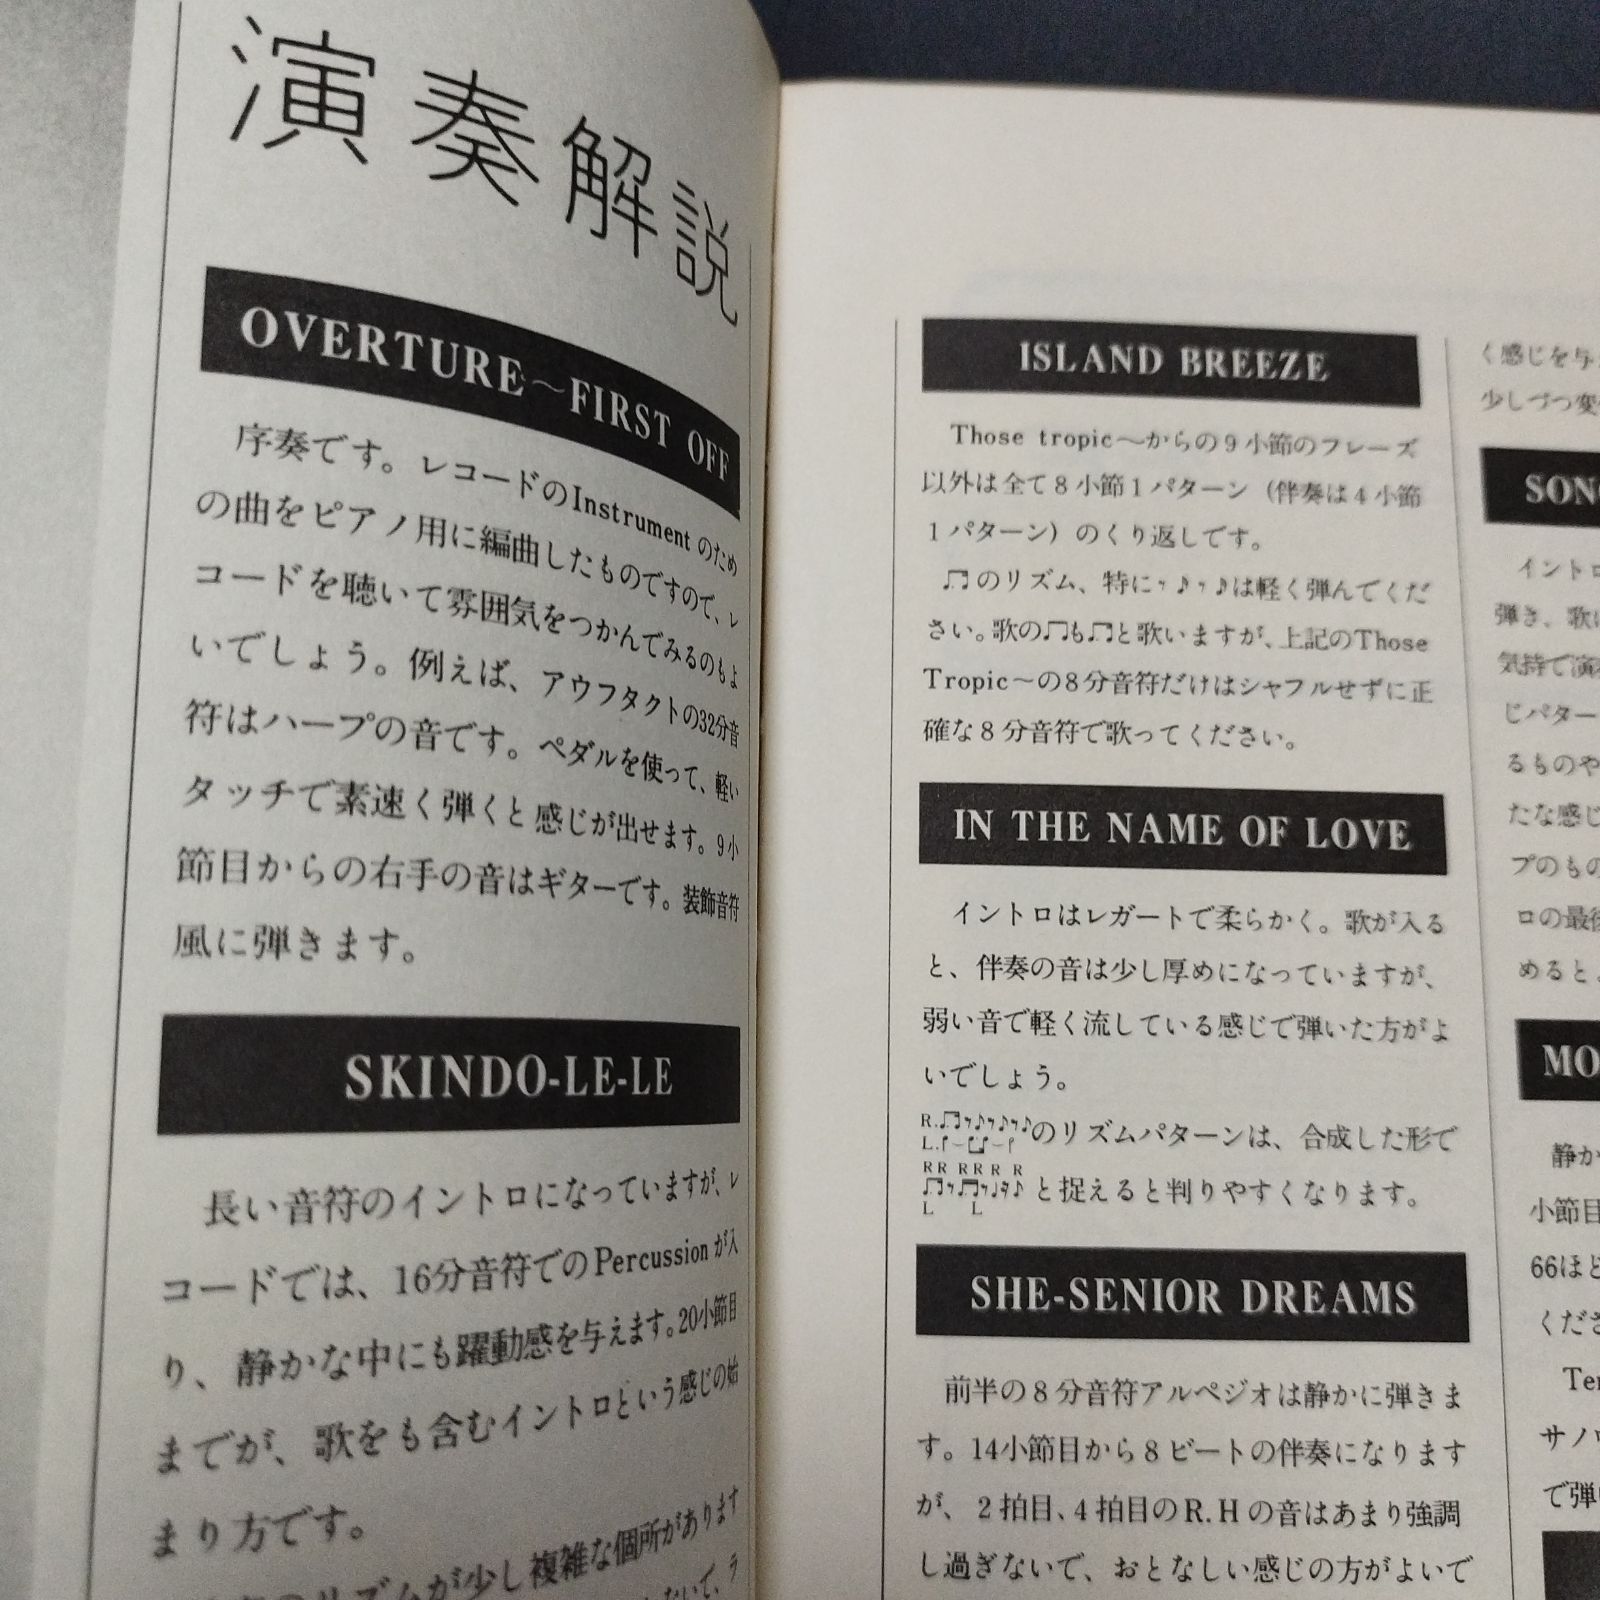 演奏解説
OVERTURE～FIRST OFF
序奏です。レコードのInstrumentのため
の曲をピアノ用に編曲したものですので、レ
コードを聴いて雰囲気をつかんでみるのもよ
いでしょう。例えば、アウフタクトの32分音
符はハープの音です。ペダルを使って、軽い
タッチで素速く弾くと感じが出せます。9小
節目からの右手の音はギターです。装飾音符
風に弾きます。
SKINDO-LE-LE
長い音符のイントロになっていますが、レ
コードでは、16分音符でのPercussionが入
り、静かな中にも躍動感を与えます。20小節目
までが、歌をも含むイントロという感じの始
まり方です。
のリズムが少し複雑な個所があります
ないで、ラ
ISLAND BREEZE
Those tropic～からの9小節のフレーズ
以外は全て8小節1パターン（伴奏は4小節
1パターン）のくり返しです。
♫のリズム、特に𝄾♪𝄾♪は軽く弾んでくだ
さい。歌の♫も♫と歌いますが、上記のThose
Tropic～の8分音符だけはシャフルせずに正
確な8分音符で歌ってください。
IN THE NAME OF LOVE
イントロはレガートで柔らかく。歌が入る
と、伴奏の音は少し厚めになっていますが、
弱い音で軽く流している感じで弾いた方がよ
いでしょう。
R.
L.
のリズムパターンは、合成した形で
RR RRR R
と捉えると判りやすくなります。
L L
SHE-SENIOR DREAMS
前半の8分音符アルペジオは静かに弾きま
す。14小節目から8ビートの伴奏になります
が、2拍目、4拍目のR.Hの音はあまり強調
し過ぎないで、おとなしい感じの方がよいで
く感じを与
少しづつ変
SON
イントロ
弾き、歌に
気持で演
じパター
るものや
たな感じ
プのもの
ロの最後
めると、
MO
静か
小節目
66ほど
くださ
Ter
サノ
で弾